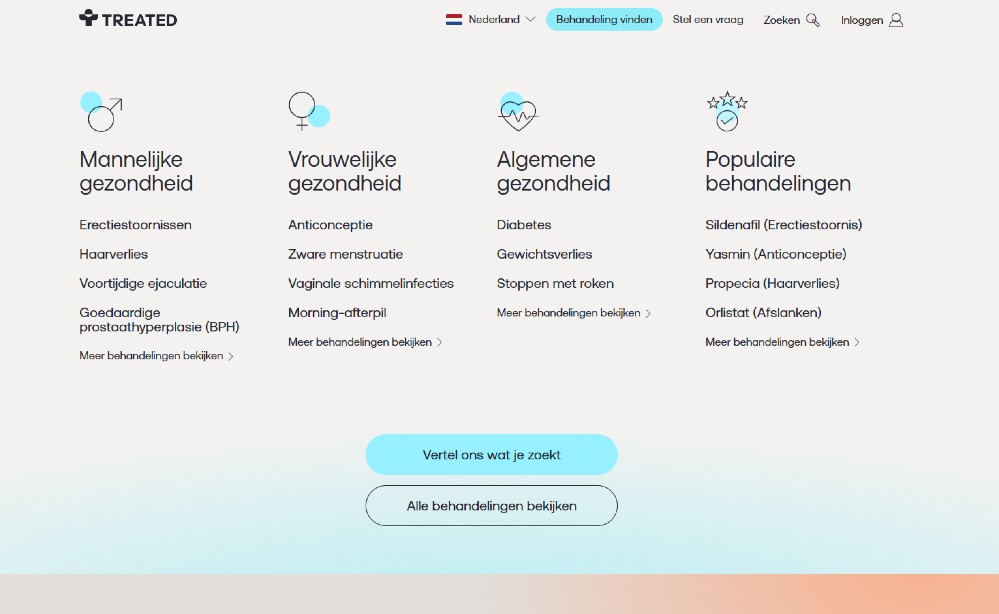 TREATED
Nederland
Behandeling vinden
Stel een vraag
Zoeken
Inloggen
Mannelijke
gezondheid
Erectiestoornissen
Haarverlies
Voortijdige ejaculatie
Goedaardige
prostaathyperplasie (BPH)
Meer behandelingen bekijken
Vrouwelijke
gezondheid
Anticonceptie
Zware menstruatie
Vaginale schimmelinfecties
Morning-afterpil
Meer behandelingen bekijken
Algemene
gezondheid
Diabetes
Gewichtsverlies
Stoppen met roken
Meer behandelingen bekijken
Populaire
behandelingen
Sildenafil (Erectiestoornis)
Yasmin (Anticonceptie)
Propecia (Haarverlies)
Orlistat (Afslanken)
Meer behandelingen bekijken
Vertel ons wat je zoekt
Alle behandelingen bekijken